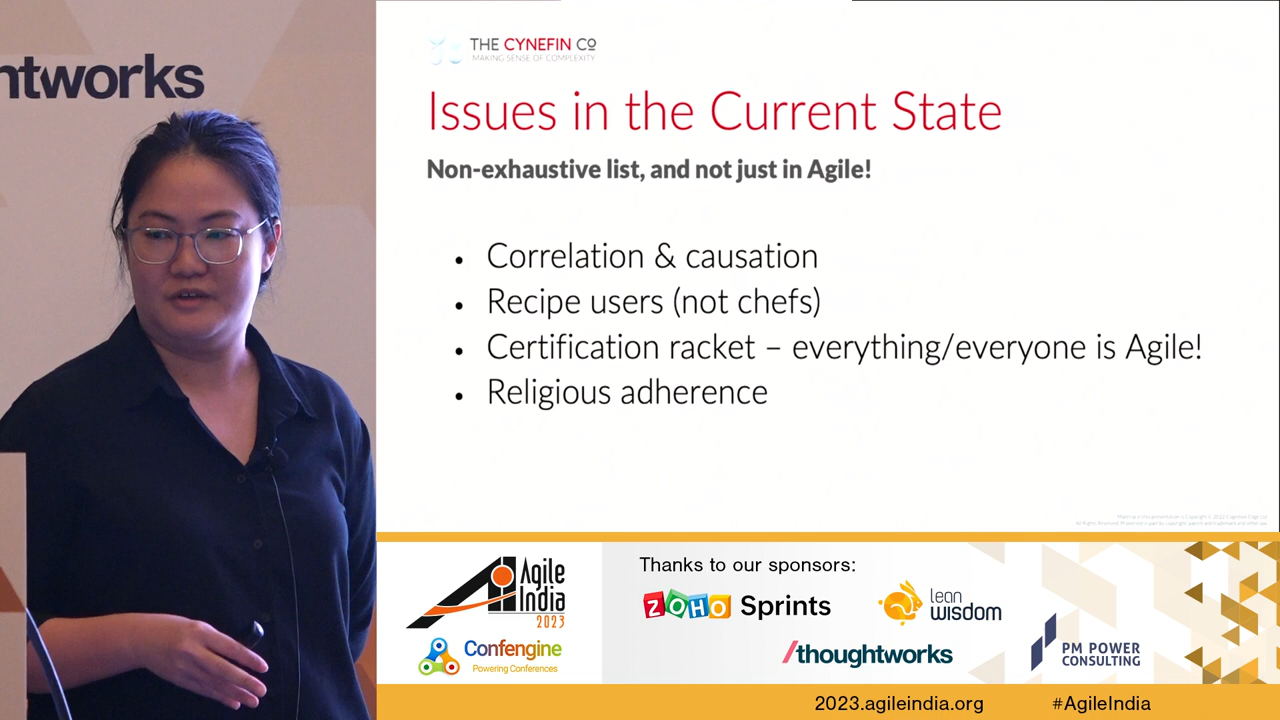 ntworks
THE CYNEFIN CO
MAKING SENSE OF COMPLEXITY
Issues in the Current State
Non-exhaustive list, and not just in Agile!
• Correlation & causation
• Recipe users (not chefs)
• Certification racket – everything/everyone is Agile!
• Religious adherence
Agile
India
2023
Confengine
Powering Conferences
Thanks to our sponsors:
ZOHO Sprints
lean
wisdom
/thoughtworks
PM POWER
CONSULTING
2023.agileindia.org
#AgileIndia